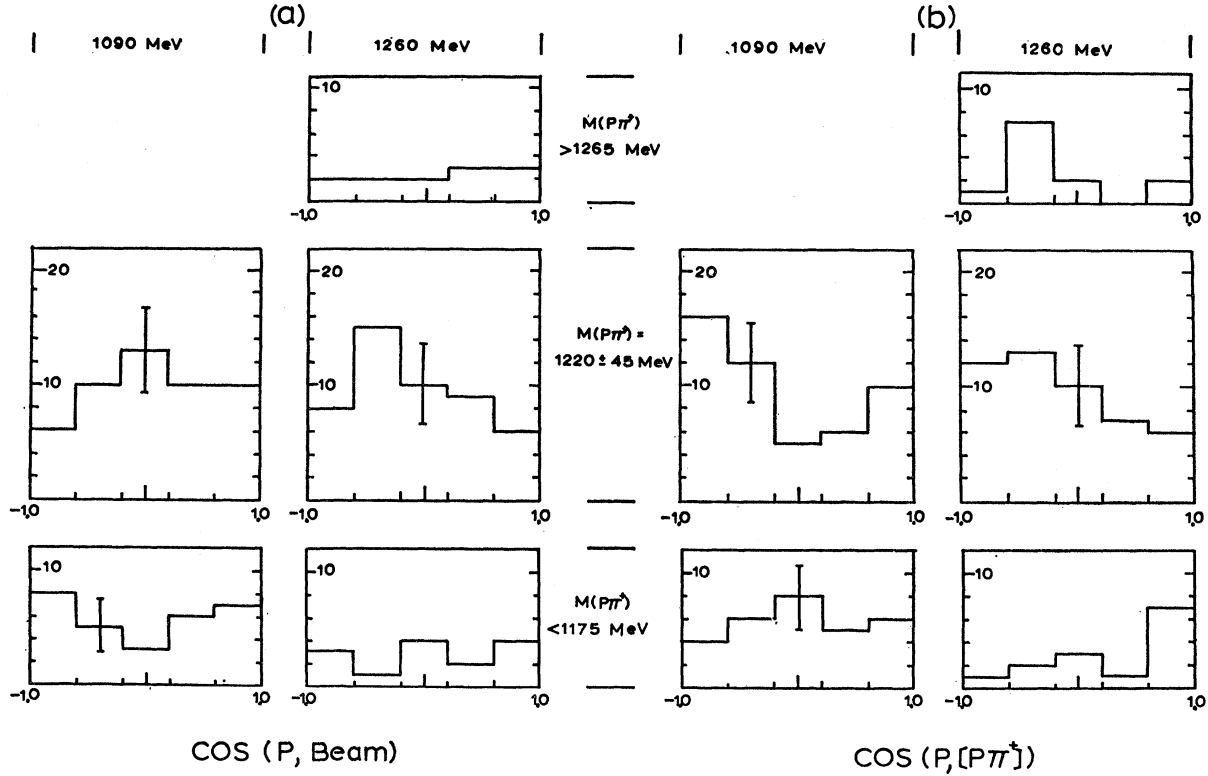 (a) (b)
1090 MeV 1260 MeV 1090 MeV 1260 MeV
10 10
M(Pπ⁺)
>1265 MeV
-1.0 1.0 -1.0 1.0
20 20 20 20
M(Pπ⁺) =
1220 ± 45 MeV
10 10 10 10
-1.0 1.0 -1.0 1.0 -1.0 1.0 -1.0 1.0
10 10 10 10
M(Pπ⁺)
<1175 MeV
-1.0 1.0 -1.0 1.0 -1.0 1.0 -1.0 1.0
COS (P, Beam) COS (P, [Pπ⁺])